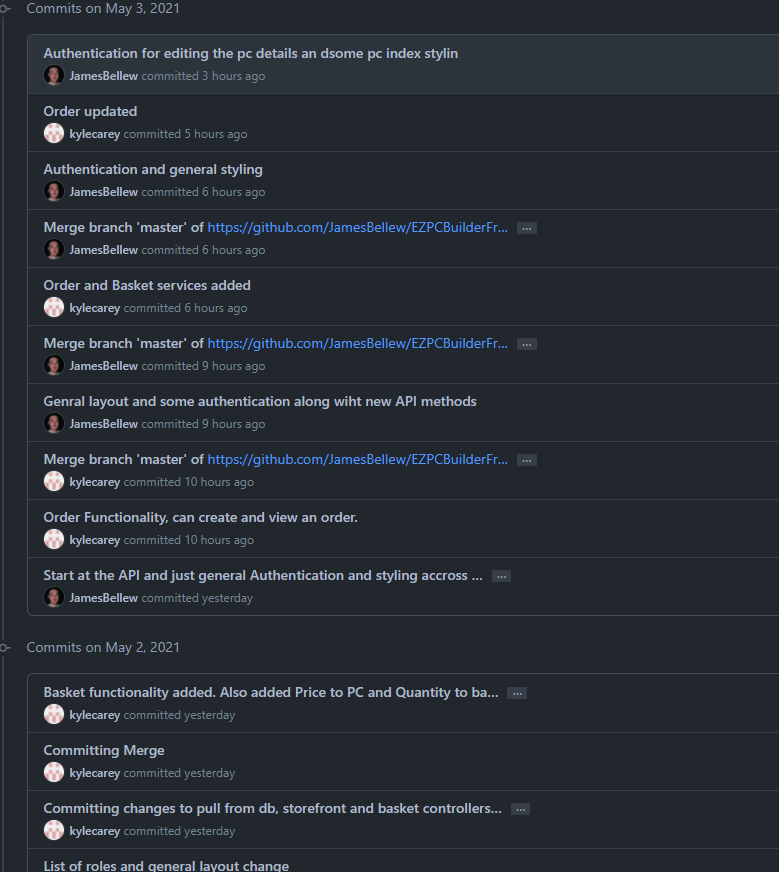 Commits on May 3, 2021
Authentication for editing the pc details an dsome pc index stylin
JamesBellew committed 3 hours ago
Order updated
kylecarey committed 5 hours ago
Authentication and general styling
JamesBellew committed 6 hours ago
Merge branch 'master' of https://github.com/JamesBellew/EZPCBuilderFr... ...
JamesBellew committed 6 hours ago
Order and Basket services added
kylecarey committed 6 hours ago
Merge branch 'master' of https://github.com/JamesBellew/EZPCBuilderFr... ...
JamesBellew committed 9 hours ago
Genral layout and some authentication along wiht new API methods
JamesBellew committed 9 hours ago
Merge branch 'master' of https://github.com/JamesBellew/EZPCBuilderFr... ...
kylecarey committed 10 hours ago
Order Functionality, can create and view an order.
kylecarey committed 10 hours ago
Start at the API and just general Authentication and styling accross ... ...
JamesBellew committed yesterday
Commits on May 2, 2021
Basket functionality added. Also added Price to PC and Quantity to ba... ...
kylecarey committed yesterday
Committing Merge
kylecarey committed yesterday
Committing changes to pull from db, storefront and basket controllers... ...
kylecarey committed yesterday
List of roles and general layout change